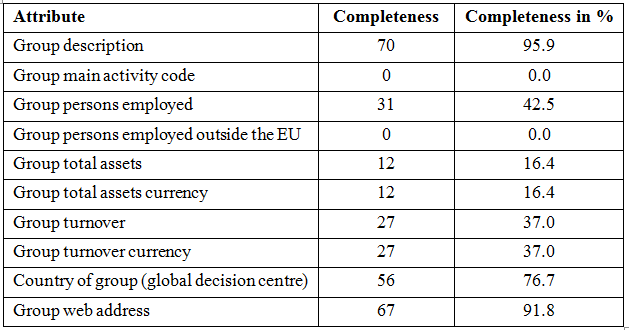 Attribute Completeness Completeness in %
Group description 70 95.9
Group main activity code 0 0.0
Group persons employed 31 42.5
Group persons employed outside the EU 0 0.0
Group total assets 12 16.4
Group total assets currency 12 16.4
Group turnover 27 37.0
Group turnover currency 27 37.0
Country of group (global decision centre) 56 76.7
Group web address 67 91.8